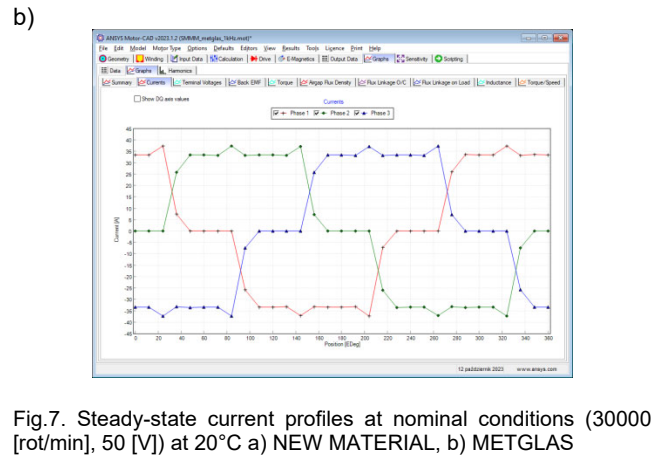 b)
ANSYS Motor-CAD v2023.1.2 (SMMM_metglas_1kHz.mot)*
File Edit Model Motor Type Options Defaults Editors View Results Tools Licence Print Help
Geometry Winding Input Data Calculation Drive E-Magnetics Output Data Graphs Sensitivity Scripting
Data Graphs Harmonics
Summary Currents Terminal Voltages Back EMF Torque Airgap Flux Density Flux Linkage O/C Flux Linkage on Load Inductance Torque/Speed
Show DQ axis values
Currents
Phase 1 Phase 2 Phase 3
45
40
35
30
25
20
15
10
5
0
-5
-10
-15
-20
-25
-30
-35
-40
-45
Current [A]
0 20 40 60 80 100 120 140 160 180 200 220 240 260 280 300 320 340 360
Position [EDeg]
12 październik 2023 www.ansys.com
Fig.7. Steady-state current profiles at nominal conditions (30000
[rot/min], 50 [V]) at 20°C a) NEW MATERIAL, b) METGLAS